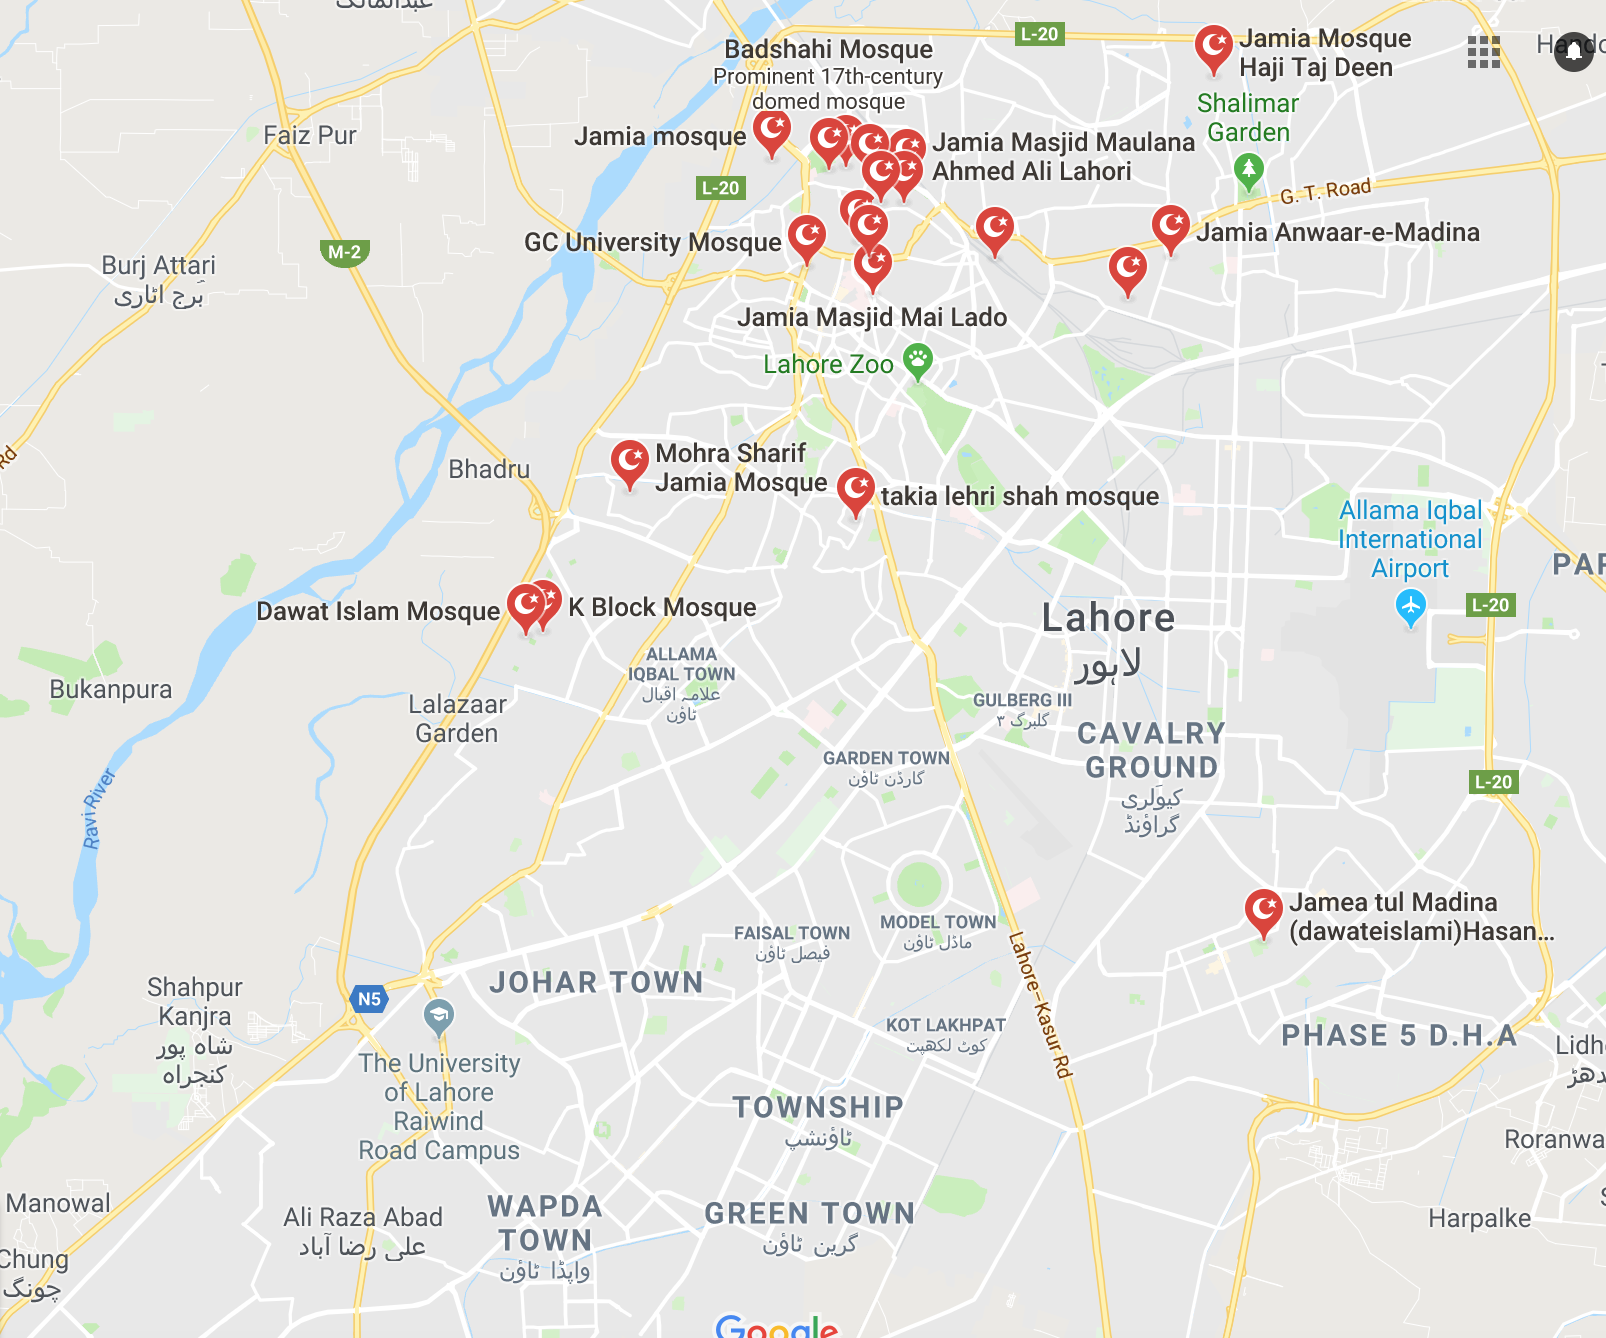 عبدالمالک
L-20
Badshahi Mosque
Prominent 17th-century
domed mosque
Jamia Mosque
Haji Taj Deen
Faiz Pur
Jamia mosque
Shalimar
Garden
Jamia Masjid Maulana
Ahmed Ali Lahori
L-20
G. T. Road
M-2
GC University Mosque
Jamia Anwaar-e-Madina
Burj Attari
بُرج اٹاری
Jamia Masjid Mai Lado
Lahore Zoo
Rd
Bhadru
Mohra Sharif
Jamia Mosque
takia lehri shah mosque
Allama Iqbal
International
Airport
PAR
L-20
Dawat Islam Mosque
K Block Mosque
Lahore
لاہور
ALLAMA
IQBAL TOWN
علامہ اقبال
ٹاؤن
Bukanpura
Lalazaar
Garden
GULBERG III
گلبرگ ۳
CAVALRY
GROUND
کیولری
گراؤنڈ
GARDEN TOWN
گارڈن ٹاؤن
L-20
Ravi River
Jamea tul Madina
(dawateislami)Hasan...
MODEL TOWN
ماڈل ٹاؤن
FAISAL TOWN
فیصل ٹاؤن
Lahore-Kasur Rd
JOHAR TOWN
N5
Shahpur
Kanjra
شاہ پور
کنجراہ
KOT LAKHPAT
کوٹ لکھپت
PHASE 5 D.H.A
The University
of Lahore
Raiwind
Road Campus
TOWNSHIP
ٹاؤنشپ
Manowal
Ali Raza Abad
علی رضا آباد
WAPDA
TOWN
واپڈا ٹاؤن
GREEN TOWN
گرین ٹاؤن
Harpalke
Chung
چونگ
Google